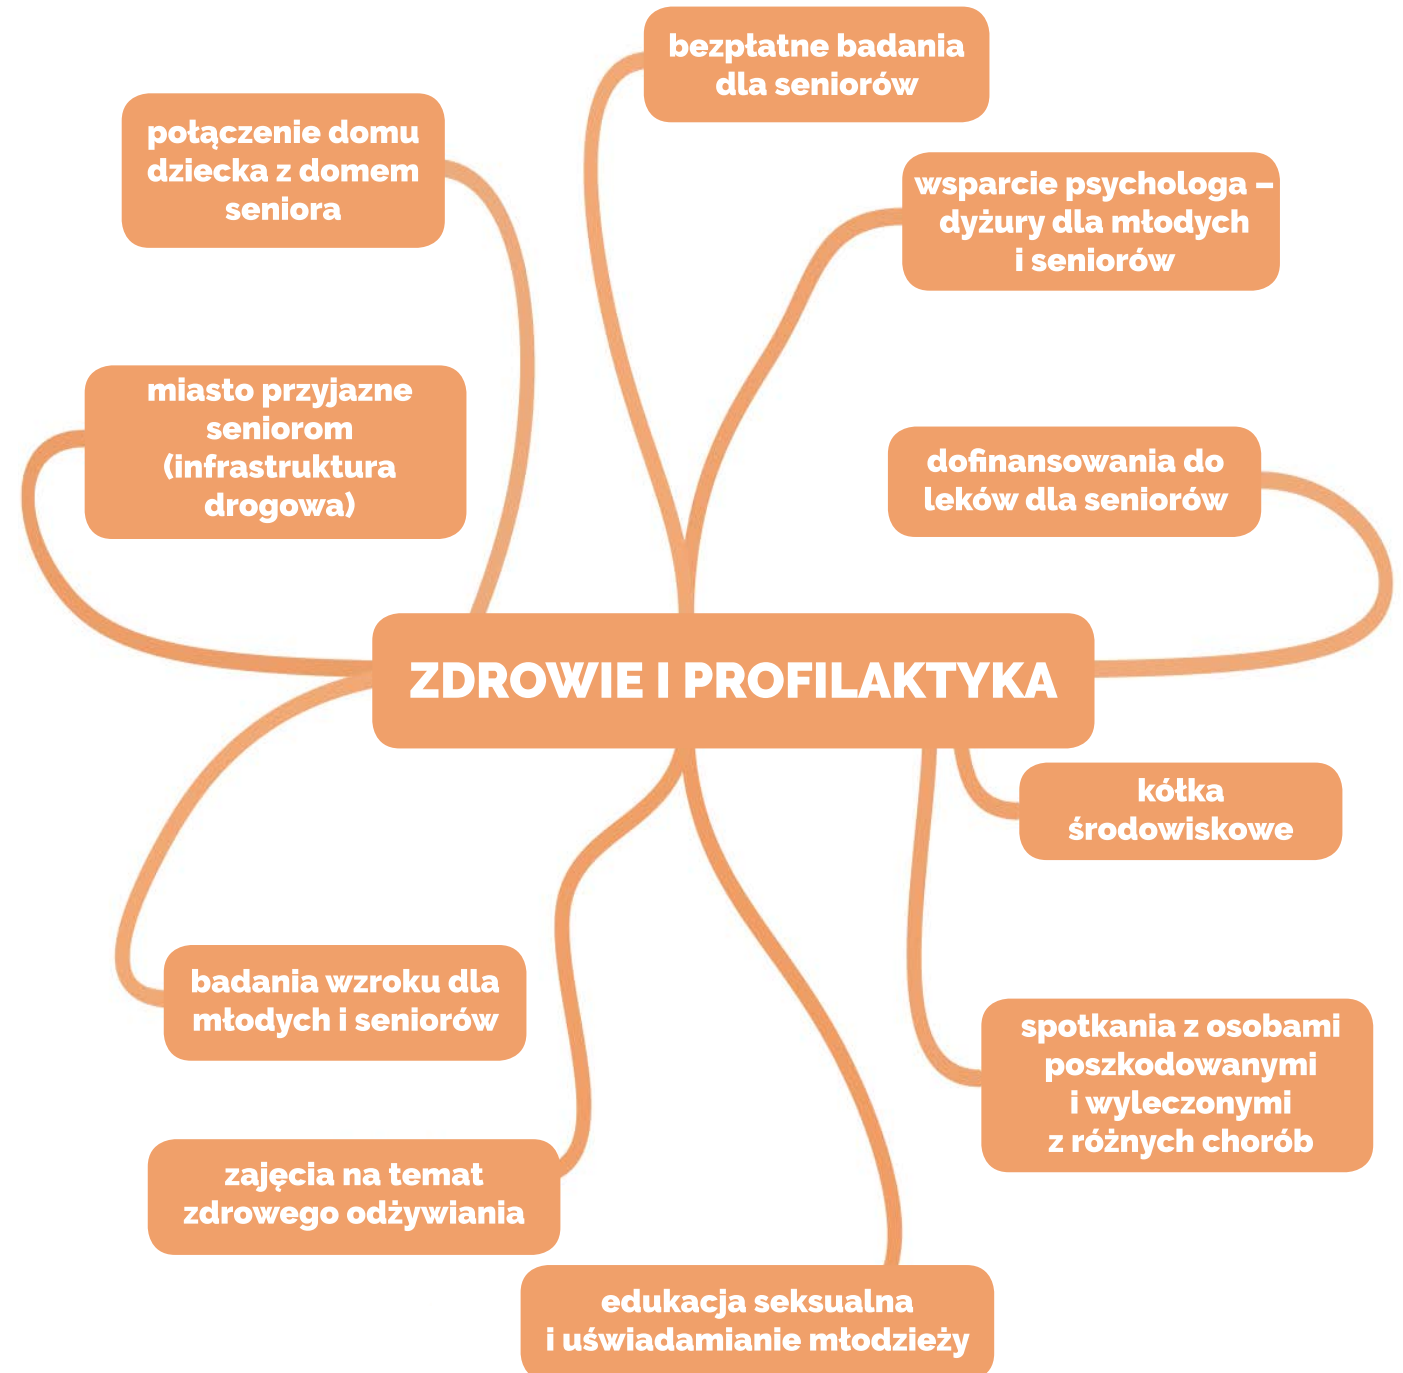 bezpłatne badania
dla seniorów
połączenie domu
dziecka z domem
seniora
wsparcie psychologa –
dyżury dla młodych
i seniorów
miasto przyjazne
seniorom
(infrastruktura
drogowa)
dofinansowania do
leków dla seniorów
ZDROWIE I PROFILAKTYKA
kółka
środowiskowe
badania wzroku dla
młodych i seniorów
spotkania z osobami
poszkodowanymi
i wyleczonymi
z różnych chorób
zajęcia na temat
zdrowego odżywiania
edukacja seksualna
i uświadamianie młodzieży